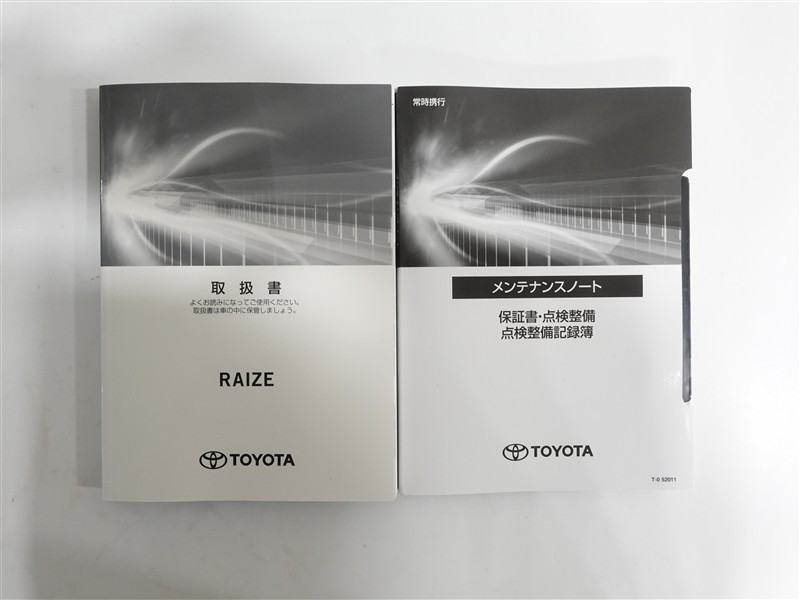 取扱書
よくお読みになってご使用ください。
取扱書は車の中に保管しましょう。
RAIZE
TOYOTA
常時携行
メンテナンスノート
保証書・点検整備
点検整備記録簿
TOYOTA
T-0 52011